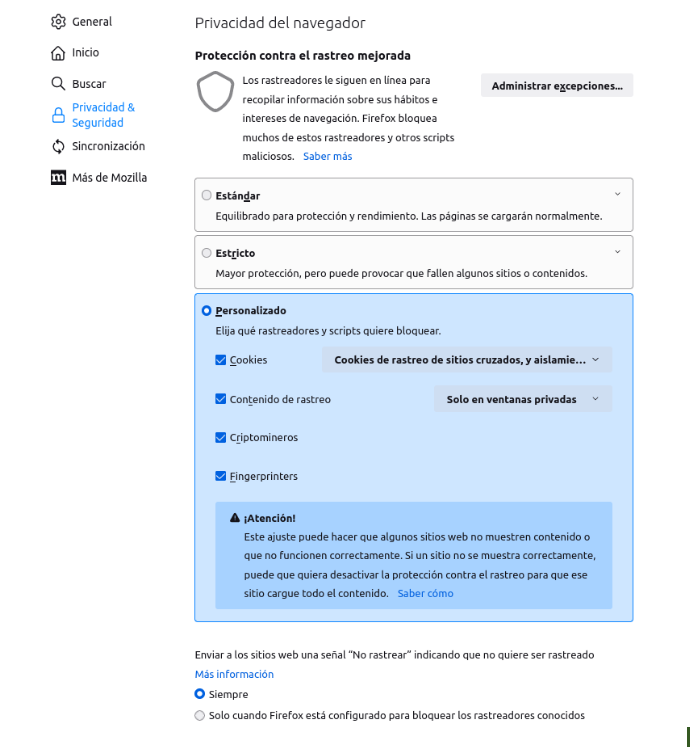 General
Inicio
Buscar
Privacidad &
Seguridad
Sincronización
Más de Mozilla
Privacidad del navegador
Protección contra el rastreo mejorada
Los rastreadores le siguen en línea para
recopilar información sobre sus hábitos e
intereses de navegación. Firefox bloquea
muchos de estos rastreadores y otros scripts
maliciosos. Saber más
Administrar excepciones...
Estándar
Equilibrado para protección y rendimiento. Las páginas se cargarán normalmente.
Estricto
Mayor protección, pero puede provocar que fallen algunos sitios o contenidos.
Personalizado
Elija qué rastreadores y scripts quiere bloquear.
Cookies
Cookies de rastreo de sitios cruzados, y aislamie...
Contenido de rastreo
Solo en ventanas privadas
Criptomineros
Fingerprinters
¡Atención!
Este ajuste puede hacer que algunos sitios web no muestren contenido o
que no funcionen correctamente. Si un sitio no se muestra correctamente,
puede que quiera desactivar la protección contra el rastreo para que ese
sitio cargue todo el contenido. Saber cómo
Enviar a los sitios web una señal “No rastrear” indicando que no quiere ser rastreado
Más información
Siempre
Solo cuando Firefox está configurado para bloquear los rastreadores conocidos